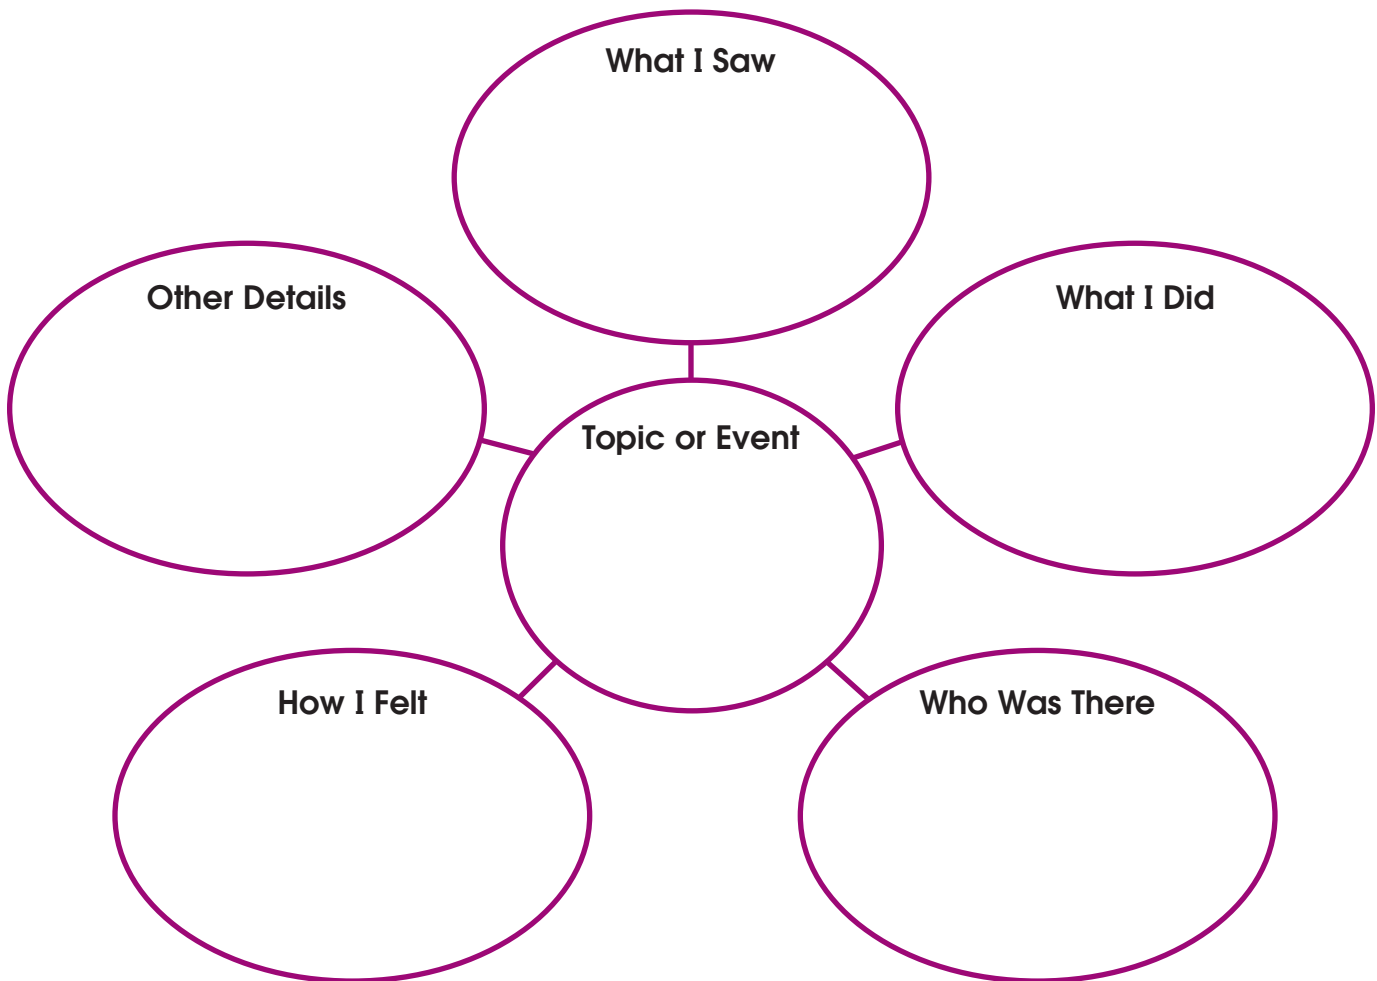 What I Saw
Other Details
What I Did
Topic or Event
How I Felt
Who Was There